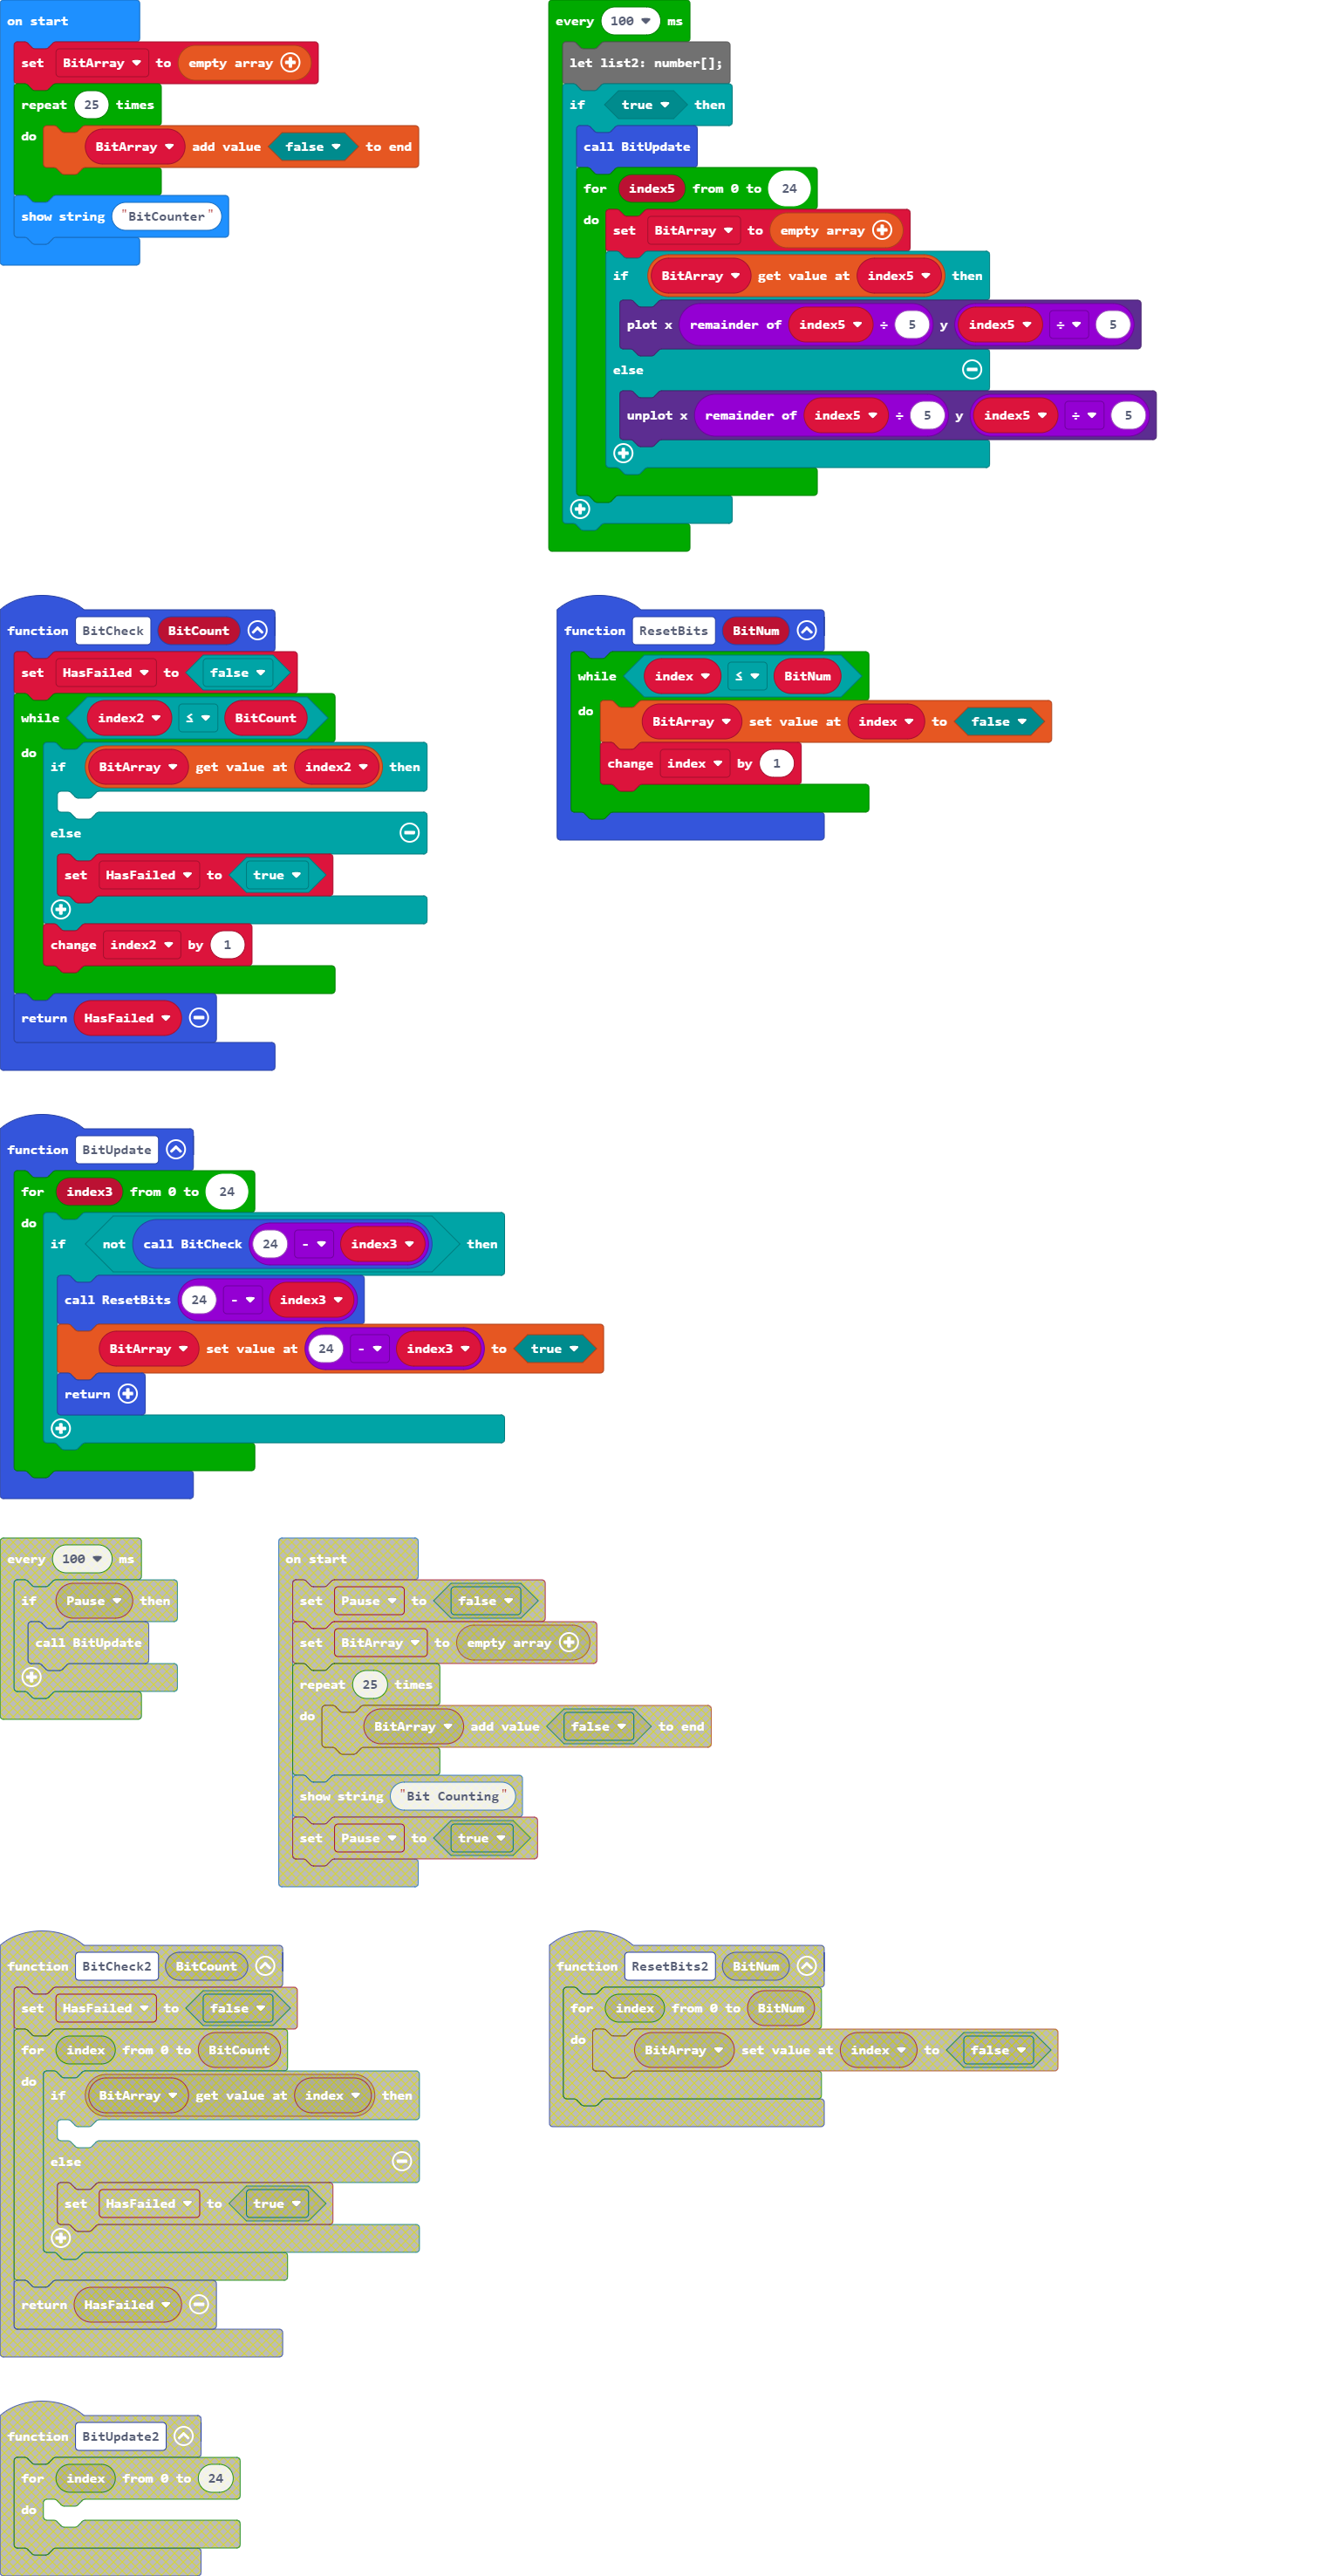 on start
set BitArray to empty array
repeat 25 times
do BitArray add value false to end
show string "BitCounter"
every 100 ms
let list2: number[];
if true then
call BitUpdate
for index5 from 0 to 24
do set BitArray to empty array
if BitArray get value at index5 then
plot x remainder of index5 ÷ 5 y index5 ÷ 5
else
unplot x remainder of index5 ÷ 5 y index5 ÷ 5
function BitCheck BitCount
set HasFailed to false
while index2 ≤ BitCount
do if BitArray get value at index2 then
else
set HasFailed to true
change index2 by 1
return HasFailed
function ResetBits BitNum
while index ≤ BitNum
do BitArray set value at index to false
change index by 1
function BitUpdate
for index3 from 0 to 24
do if not call BitCheck 24 - index3 then
call ResetBits 24 - index3
BitArray set value at 24 - index3 to true
return
every 100 ms
if Pause then
call BitUpdate
on start
set Pause to false
set BitArray to empty array
repeat 25 times
do BitArray add value false to end
show string "Bit Counting"
set Pause to true
function BitCheck2 BitCount
set HasFailed to false
for index from 0 to BitCount
do if BitArray get value at index then
else
set HasFailed to true
return HasFailed
function ResetBits2 BitNum
for index from 0 to BitNum
do BitArray set value at index to false
function BitUpdate2
for index from 0 to 24
do